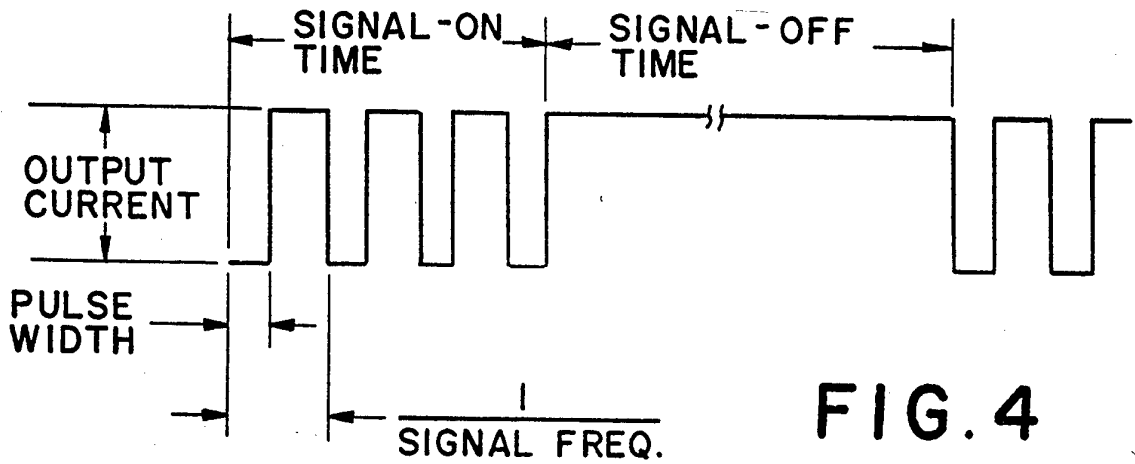 SIGNAL-ON
TIME
SIGNAL-OFF
TIME
OUTPUT
CURRENT
PULSE
WIDTH
1
SIGNAL FREQ.
FIG. 4